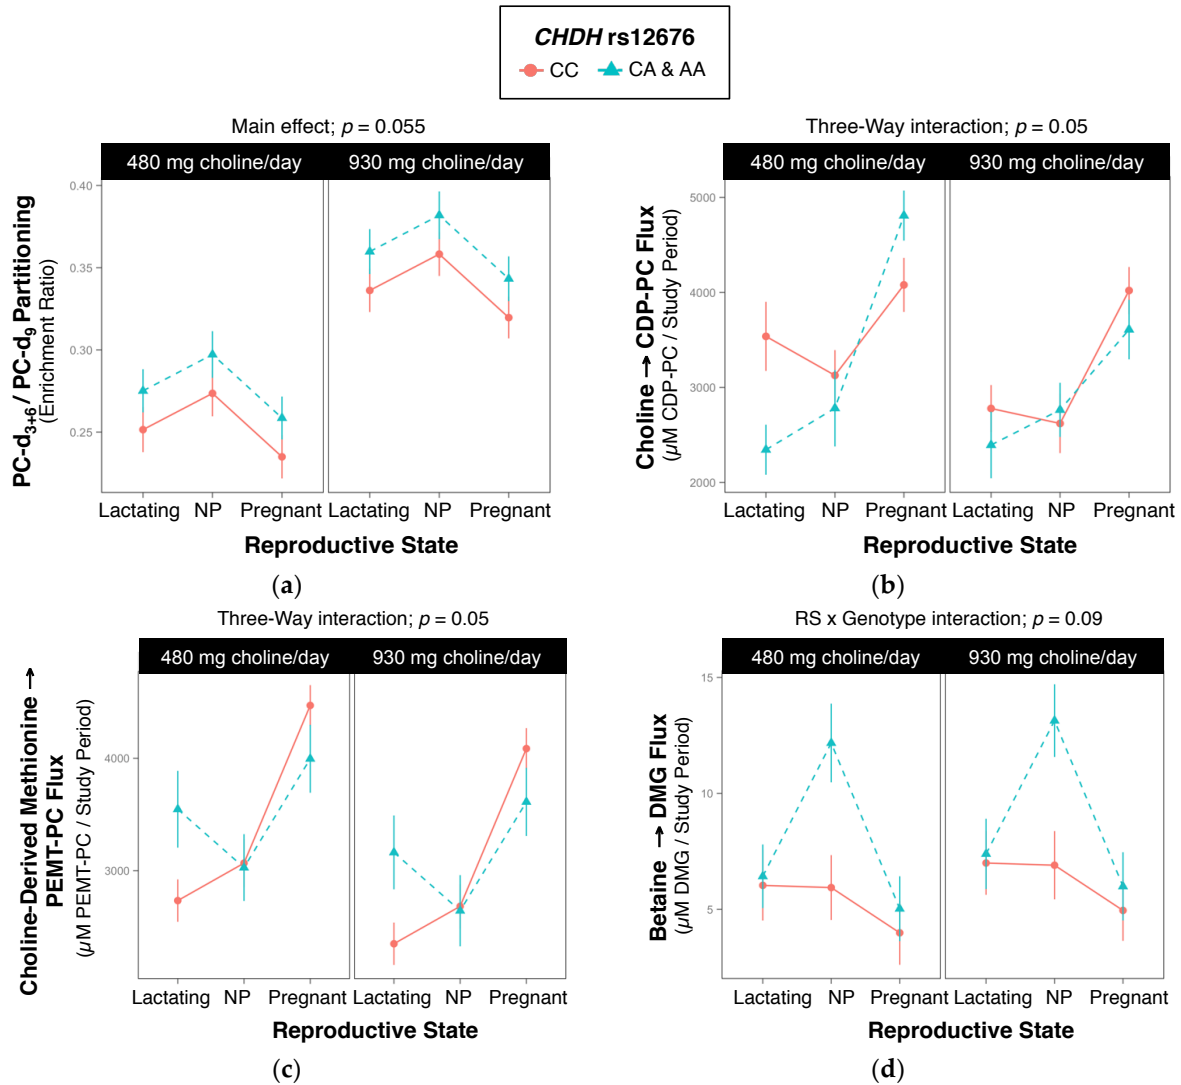 CHDH rs12676
CC CA & AA
Main effect; p = 0.055
480 mg choline/day 930 mg choline/day
PC-d3+6 / PC-d9 Partitioning
(Enrichment Ratio)
0.40
0.35
0.30
0.25
Lactating NP Pregnant Lactating NP Pregnant
Reproductive State
(a)
Three-Way interaction; p = 0.05
480 mg choline/day 930 mg choline/day
Choline → CDP-PC Flux
(µM CDP-PC / Study Period)
5000
4000
3000
2000
Lactating NP Pregnant Lactating NP Pregnant
Reproductive State
(b)
Three-Way interaction; p = 0.05
480 mg choline/day 930 mg choline/day
Choline-Derived Methionine →
PEMT-PC Flux
(µM PEMT-PC / Study Period)
4000
3000
Lactating NP Pregnant Lactating NP Pregnant
Reproductive State
(c)
RS x Genotype interaction; p = 0.09
480 mg choline/day 930 mg choline/day
Betaine → DMG Flux
(µM DMG / Study Period)
15
10
5
Lactating NP Pregnant Lactating NP Pregnant
Reproductive State
(d)